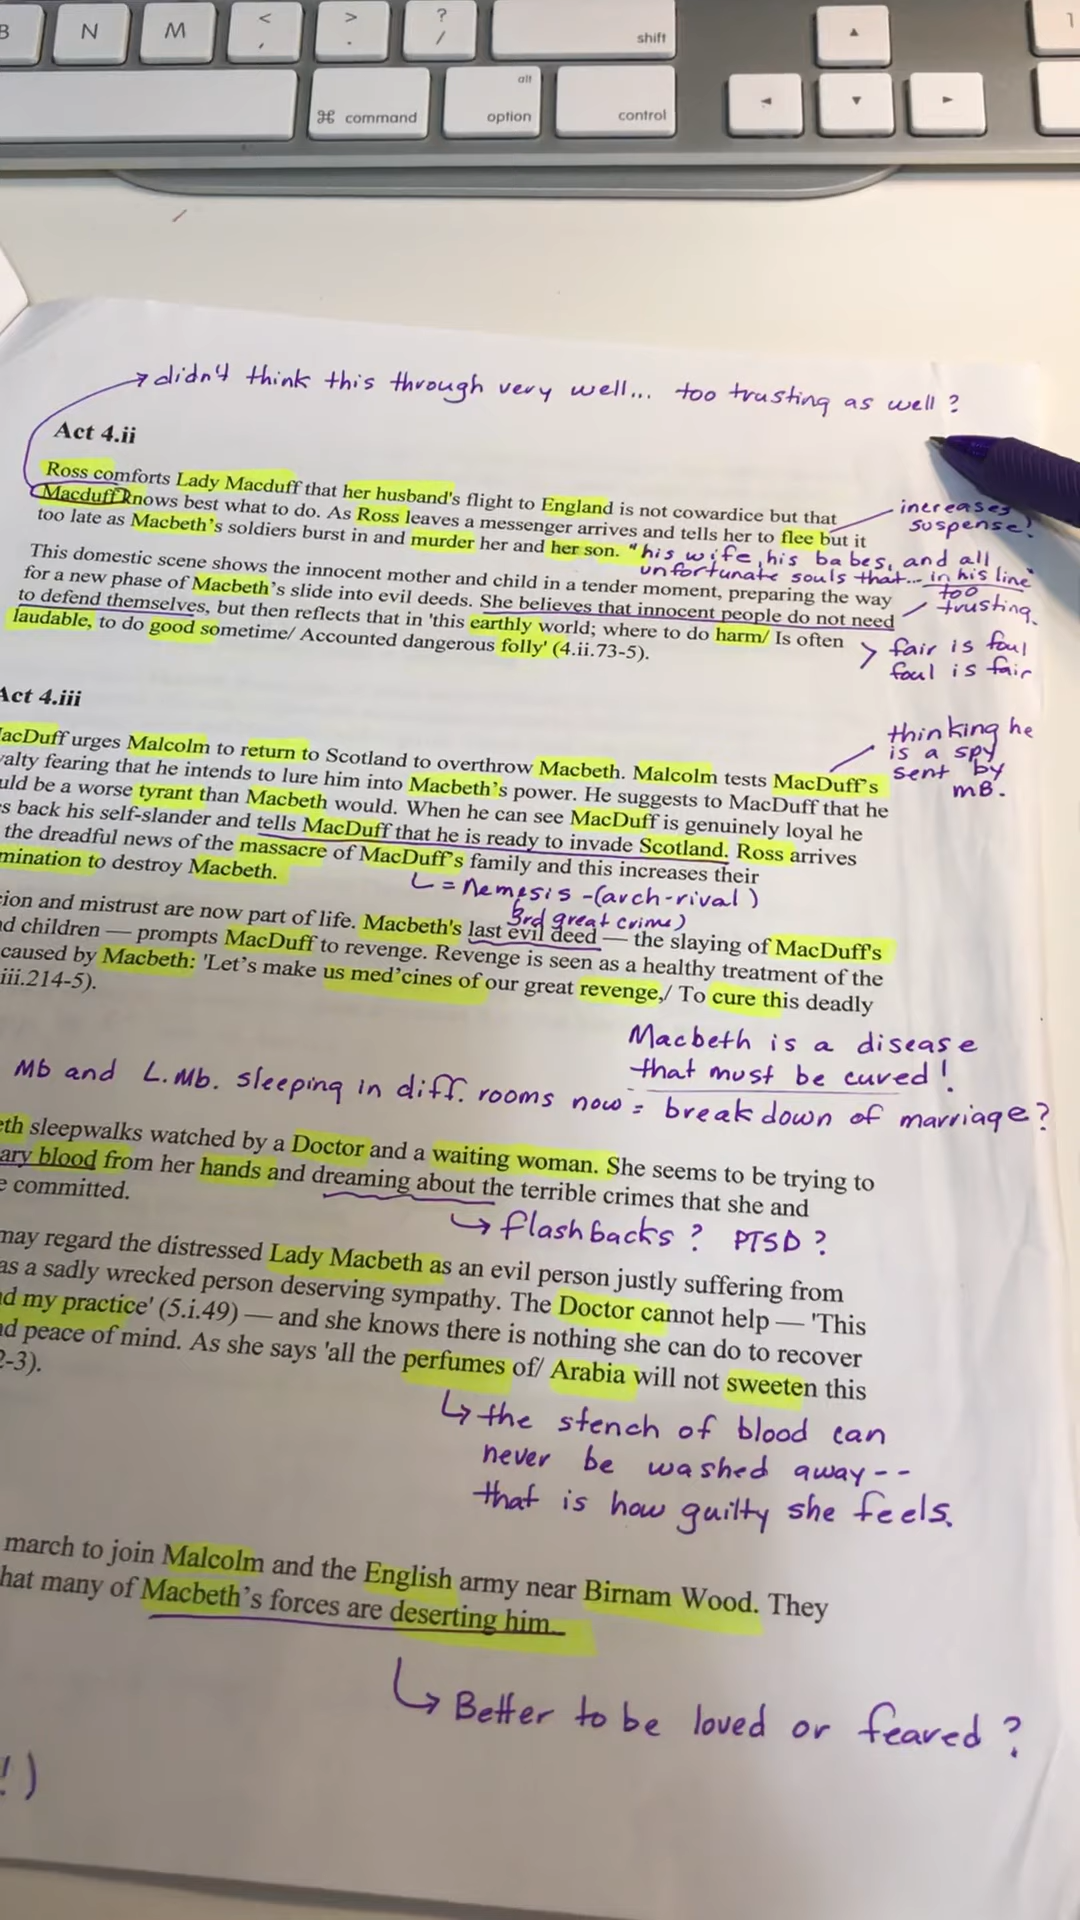 B N M < , > . ? / shift 1
⌘ command alt option control
didn't think this through very well... too trusting as well?
Act 4.ii
Ross comforts Lady Macduff that her husband's flight to England is not cowardice but that
Macduff knows best what to do. As Ross leaves a messenger arrives and tells her to flee but it
increases suspense!
too late as Macbeth's soldiers burst in and murder her and her son.
"his wife, his babes, and all
unfortunate souls that... in his line"
This domestic scene shows the innocent mother and child in a tender moment, preparing the way
for a new phase of Macbeth's slide into evil deeds. She believes that innocent people do not need
too trusting.
to defend themselves, but then reflects that in 'this earthly world; where to do harm/ Is often
laudable, to do good sometime/ Accounted dangerous folly' (4.ii.73-5).
fair is foul
foul is fair
Act 4.iii
acDuff urges Malcolm to return to Scotland to overthrow Macbeth. Malcolm tests MacDuff's
thinking he
is a spy
sent by
MB.
alty fearing that he intends to lure him into Macbeth's power. He suggests to MacDuff that he
uld be a worse tyrant than Macbeth would. When he can see MacDuff is genuinely loyal he
s back his self-slander and tells MacDuff that he is ready to invade Scotland. Ross arrives
the dreadful news of the massacre of MacDuff's family and this increases their
mination to destroy Macbeth.
= nemesis - (arch-rival)
3rd great crime)
ion and mistrust are now part of life. Macbeth's last evil deed — the slaying of MacDuff's
d children — prompts MacDuff to revenge. Revenge is seen as a healthy treatment of the
caused by Macbeth: 'Let's make us med'cines of our great revenge,/ To cure this deadly
iii.214-5).
Macbeth is a disease
that must be cured!
Mb and L.Mb. sleeping in diff. rooms now = breakdown of marriage?
eth sleepwalks watched by a Doctor and a waiting woman. She seems to be trying to
ary blood from her hands and dreaming about the terrible crimes that she and
e committed.
flashbacks? PTSD?
may regard the distressed Lady Macbeth as an evil person justly suffering from
as a sadly wrecked person deserving sympathy. The Doctor cannot help — 'This
d my practice' (5.i.49) — and she knows there is nothing she can do to recover
d peace of mind. As she says 'all the perfumes of/ Arabia will not sweeten this
2-3).
the stench of blood can
never be washed away--
that is how guilty she feels.
march to join Malcolm and the English army near Birnam Wood. They
hat many of Macbeth's forces are deserting him.
Better to be loved or feared?
!)